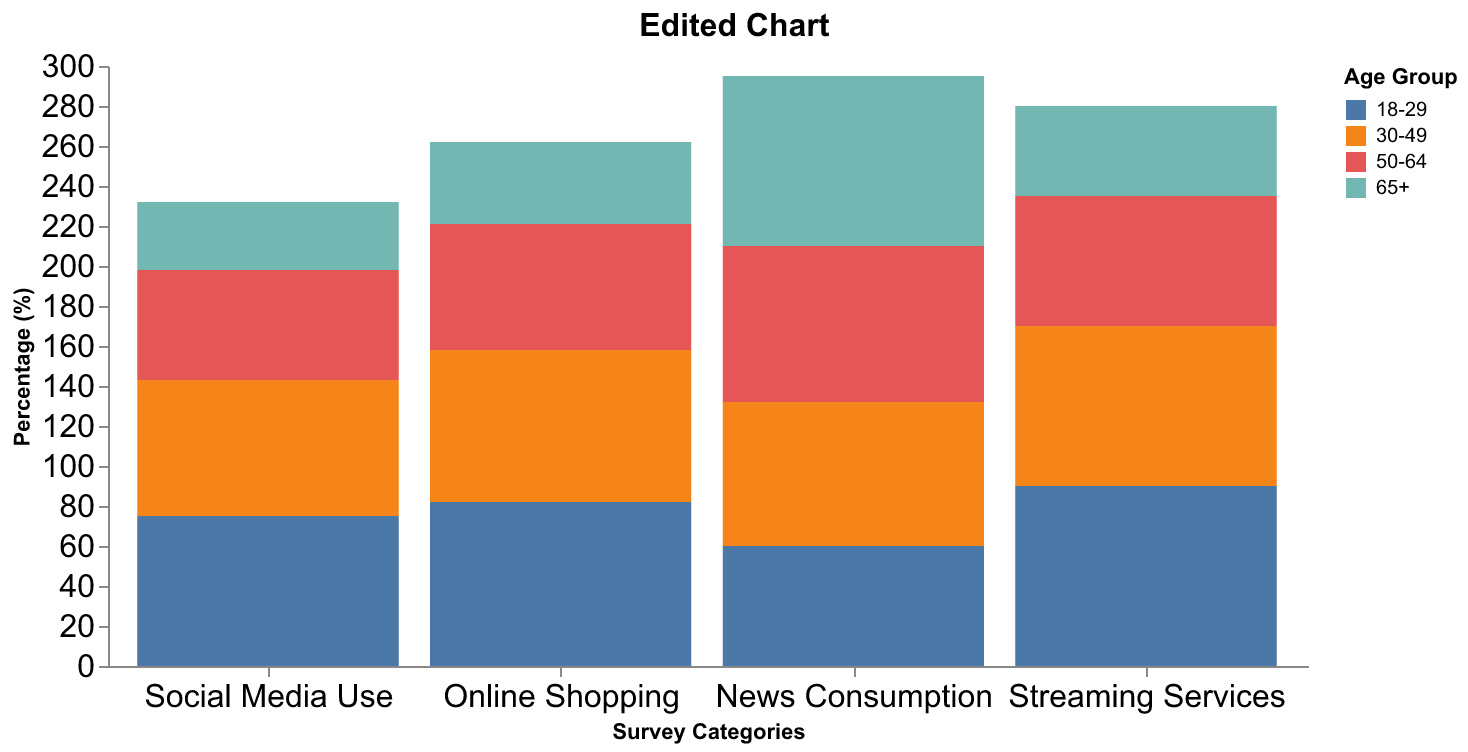 Edited Chart
Percentage (%)
300
280
260
240
220
200
180
160
140
120
100
80
60
40
20
0
Social Media Use
Online Shopping
News Consumption
Streaming Services
Survey Categories
Age Group
18-29
30-49
50-64
65+